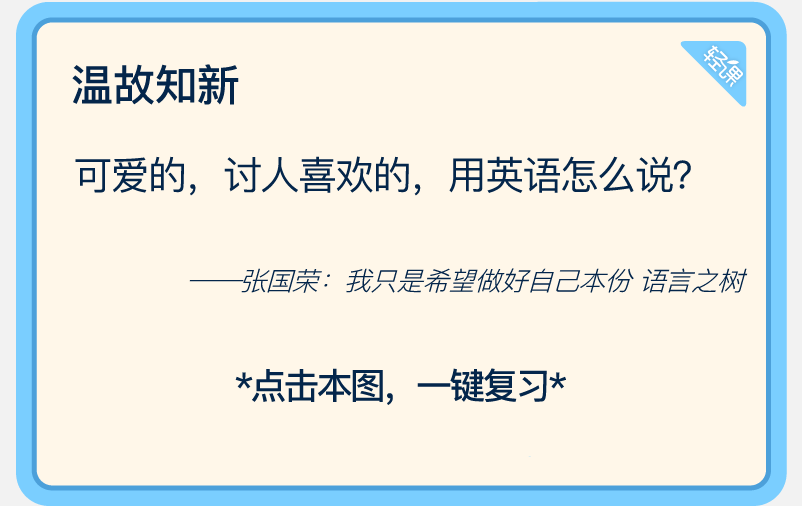 温故知新
轻课
可爱的，讨人喜欢的，用英语怎么说？
——张国荣：我只是希望做好自己本份 语言之树
*点击本图，一键复习*